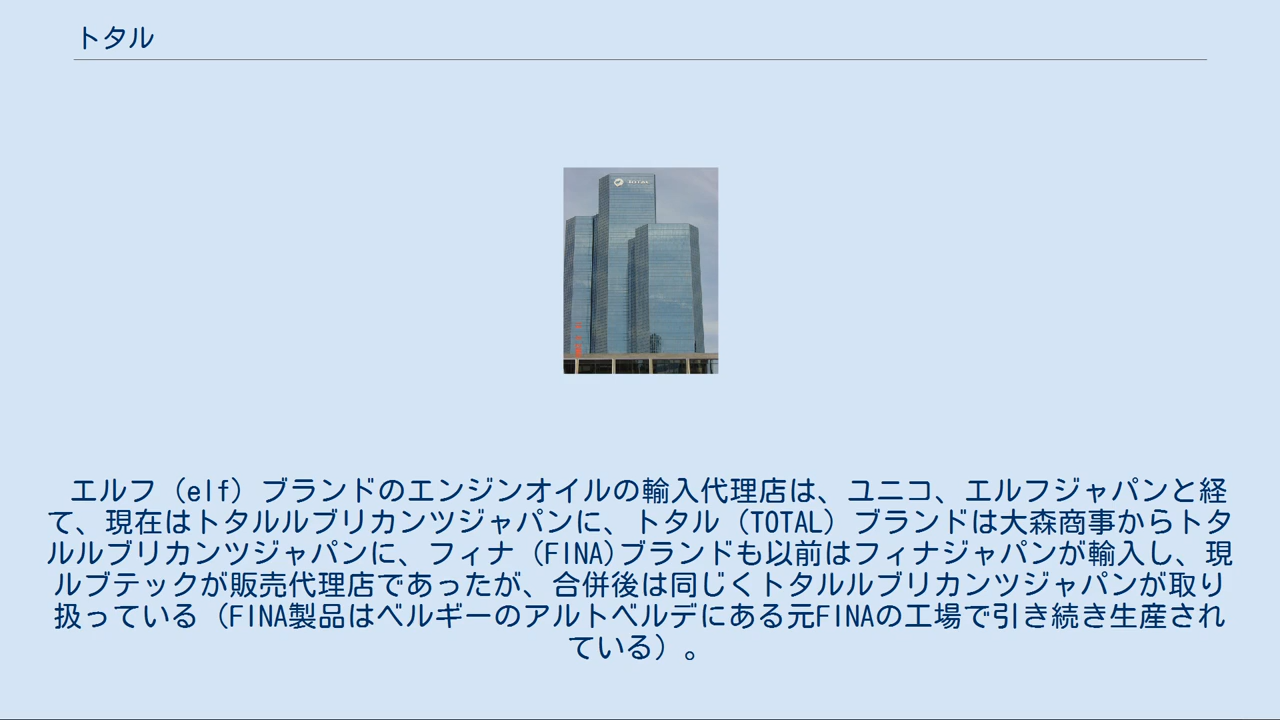 トタル
エルフ（elf）ブランドのエンジンオイルの輸入代理店は、ユニコ、エルフジャパンと経
て、現在はトタルルブリカンツジャパンに、トタル（TOTAL）ブランドは大森商事からトタ
ルルブリカンツジャパンに、フィナ（FINA)ブランドも以前はフィナジャパンが輸入し、現
ルブテックが販売代理店であったが、合併後は同じくトタルルブリカンツジャパンが取り
扱っている（FINA製品はベルギーのアルトベルデにある元FINAの工場で引き続き生産され
ている）。